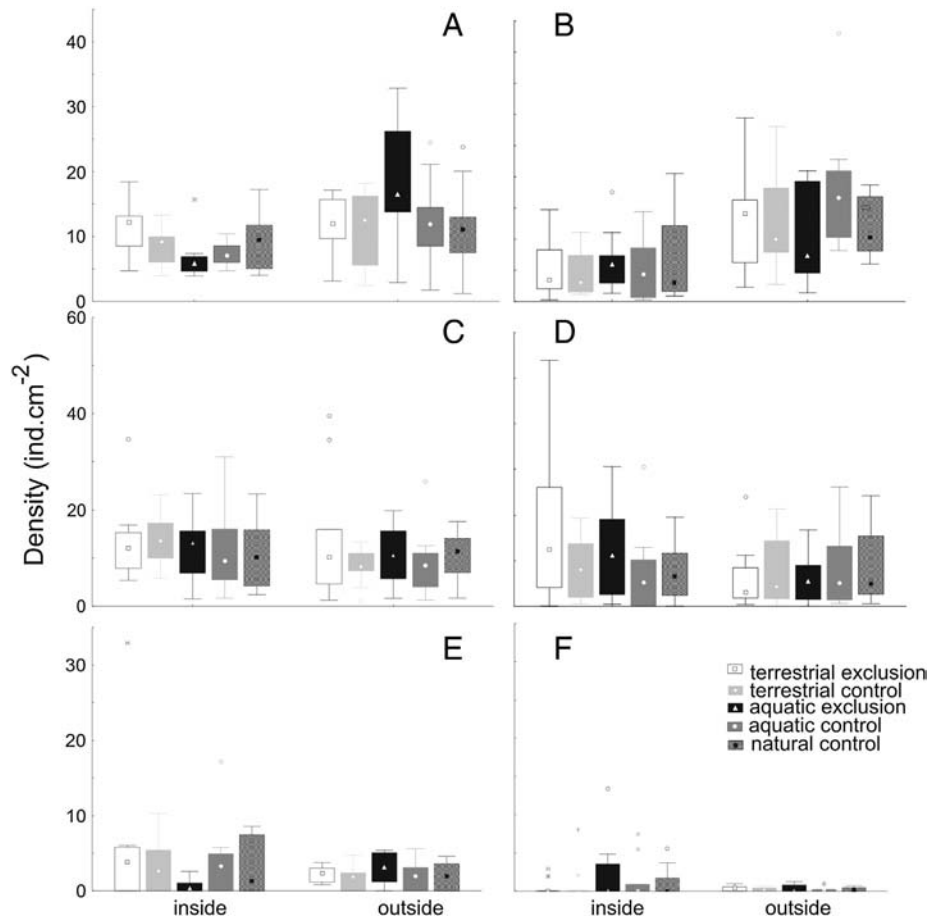 A
B
40
30
20
10
0
C
D
60
40
20
0
Density (ind.cm-2)
E
F
30
20
10
0
terrestrial exclusion
terrestrial control
aquatic exclusion
aquatic control
natural control
inside
outside
inside
outside